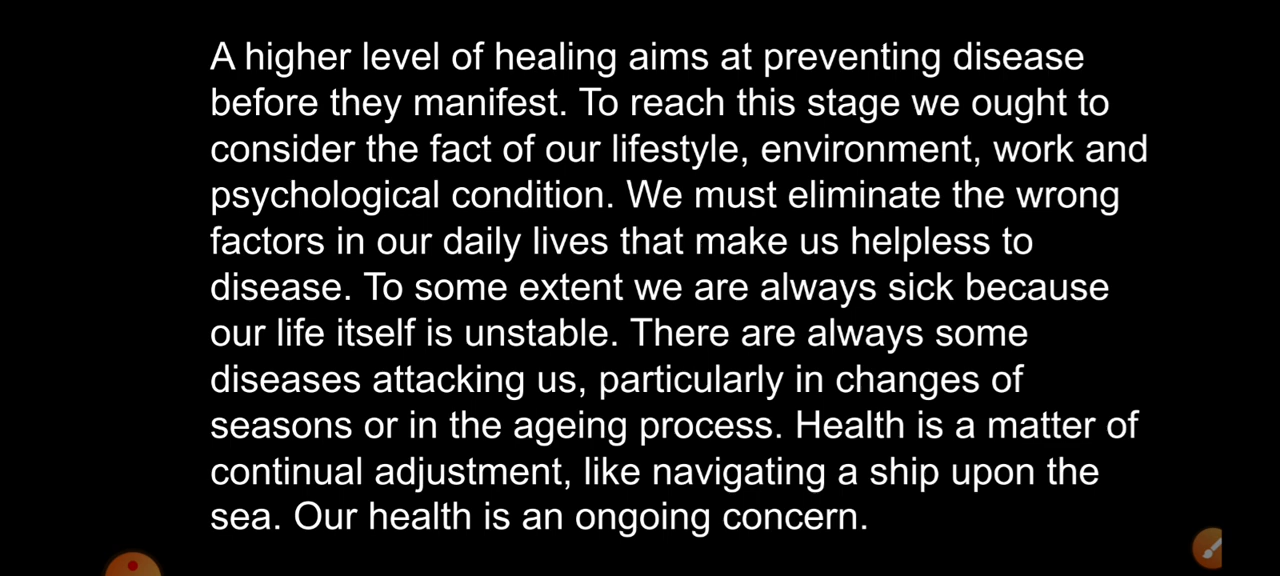 A higher level of healing aims at preventing disease
before they manifest. To reach this stage we ought to
consider the fact of our lifestyle, environment, work and
psychological condition. We must eliminate the wrong
factors in our daily lives that make us helpless to
disease. To some extent we are always sick because
our life itself is unstable. There are always some
diseases attacking us, particularly in changes of
seasons or in the ageing process. Health is a matter of
continual adjustment, like navigating a ship upon the
sea. Our health is an ongoing concern.